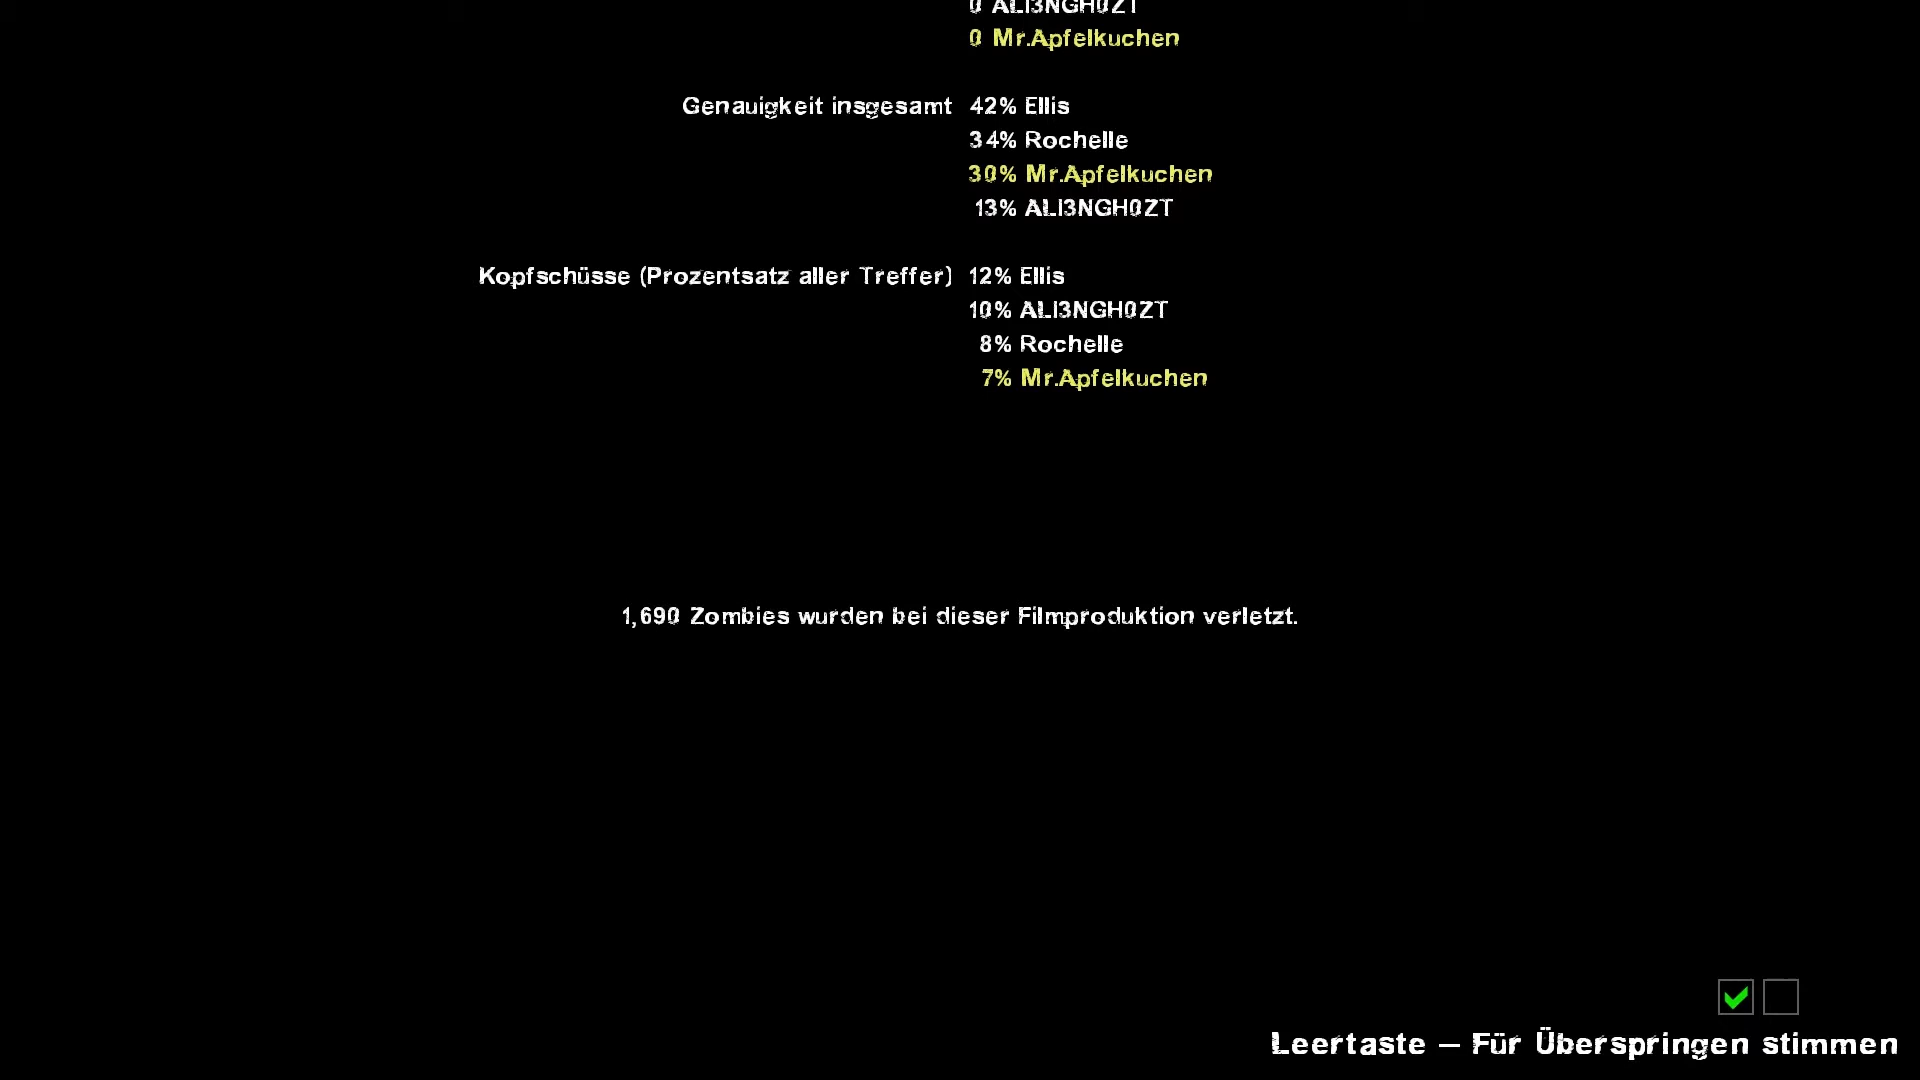 0 ALI3NGH0ZT
0 Mr.Apfelkuchen
Genauigkeit insgesamt 42% Ellis
34% Rochelle
30% Mr.Apfelkuchen
13% ALI3NGH0ZT
Kopfschüsse (Prozentsatz aller Treffer) 12% Ellis
10% ALI3NGH0ZT
8% Rochelle
7% Mr.Apfelkuchen
1,690 Zombies wurden bei dieser Filmproduktion verletzt.
Leertaste – Für Überspringen stimmen